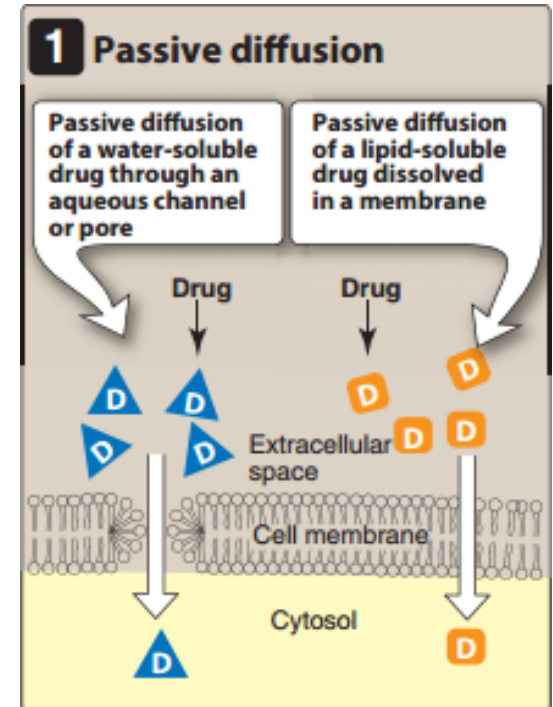 1 Passive diffusion
Passive diffusion
of a water-soluble
drug through an
aqueous channel
or pore
Passive diffusion
of a lipid-soluble
drug dissolved
in a membrane
Drug
Drug
D
D
D
D
D
D
D
D
Extracellular
space
Cell membrane
Cytosol
D
D